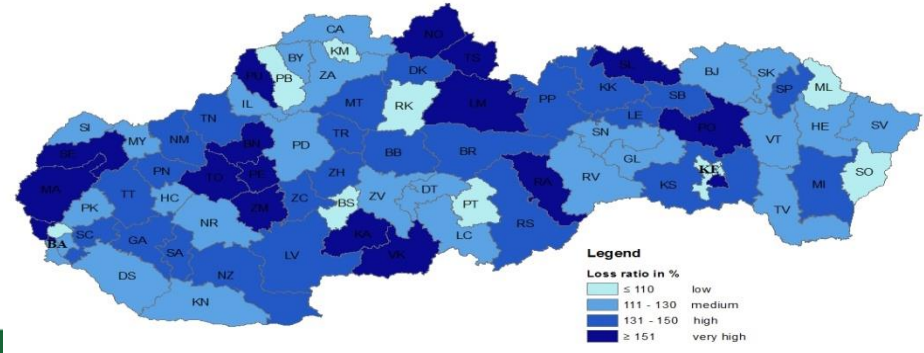 CA
NO
KM
BY
TS
PU
PB
ZA
DK
SL
BJ
SK
IL
RK
LM
PP
KK
SB
SP
ML
MT
TN
LE
SI
MY
NM
TR
SN
PO
VT
HE
SV
SE
BN
PD
BB
BR
GL
PN
TO
PE
ZH
KE
SO
MA
TT
HC
ZM
ZC
BS
ZV
DT
PT
RA
RV
KS
MI
PK
NR
TV
BA
SC
GA
SA
NZ
LV
KA
VK
LC
RS
DS
KN
Legend
Loss ratio in %
≤ 110 low
111 - 130 medium
131 - 150 high
≥ 151 very high